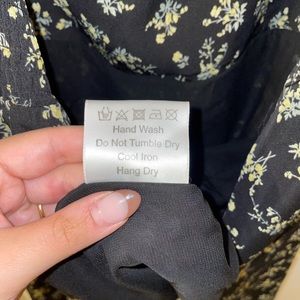 Hand Wash
Do Not Tumble Dry
Cool Iron
Hang Dry